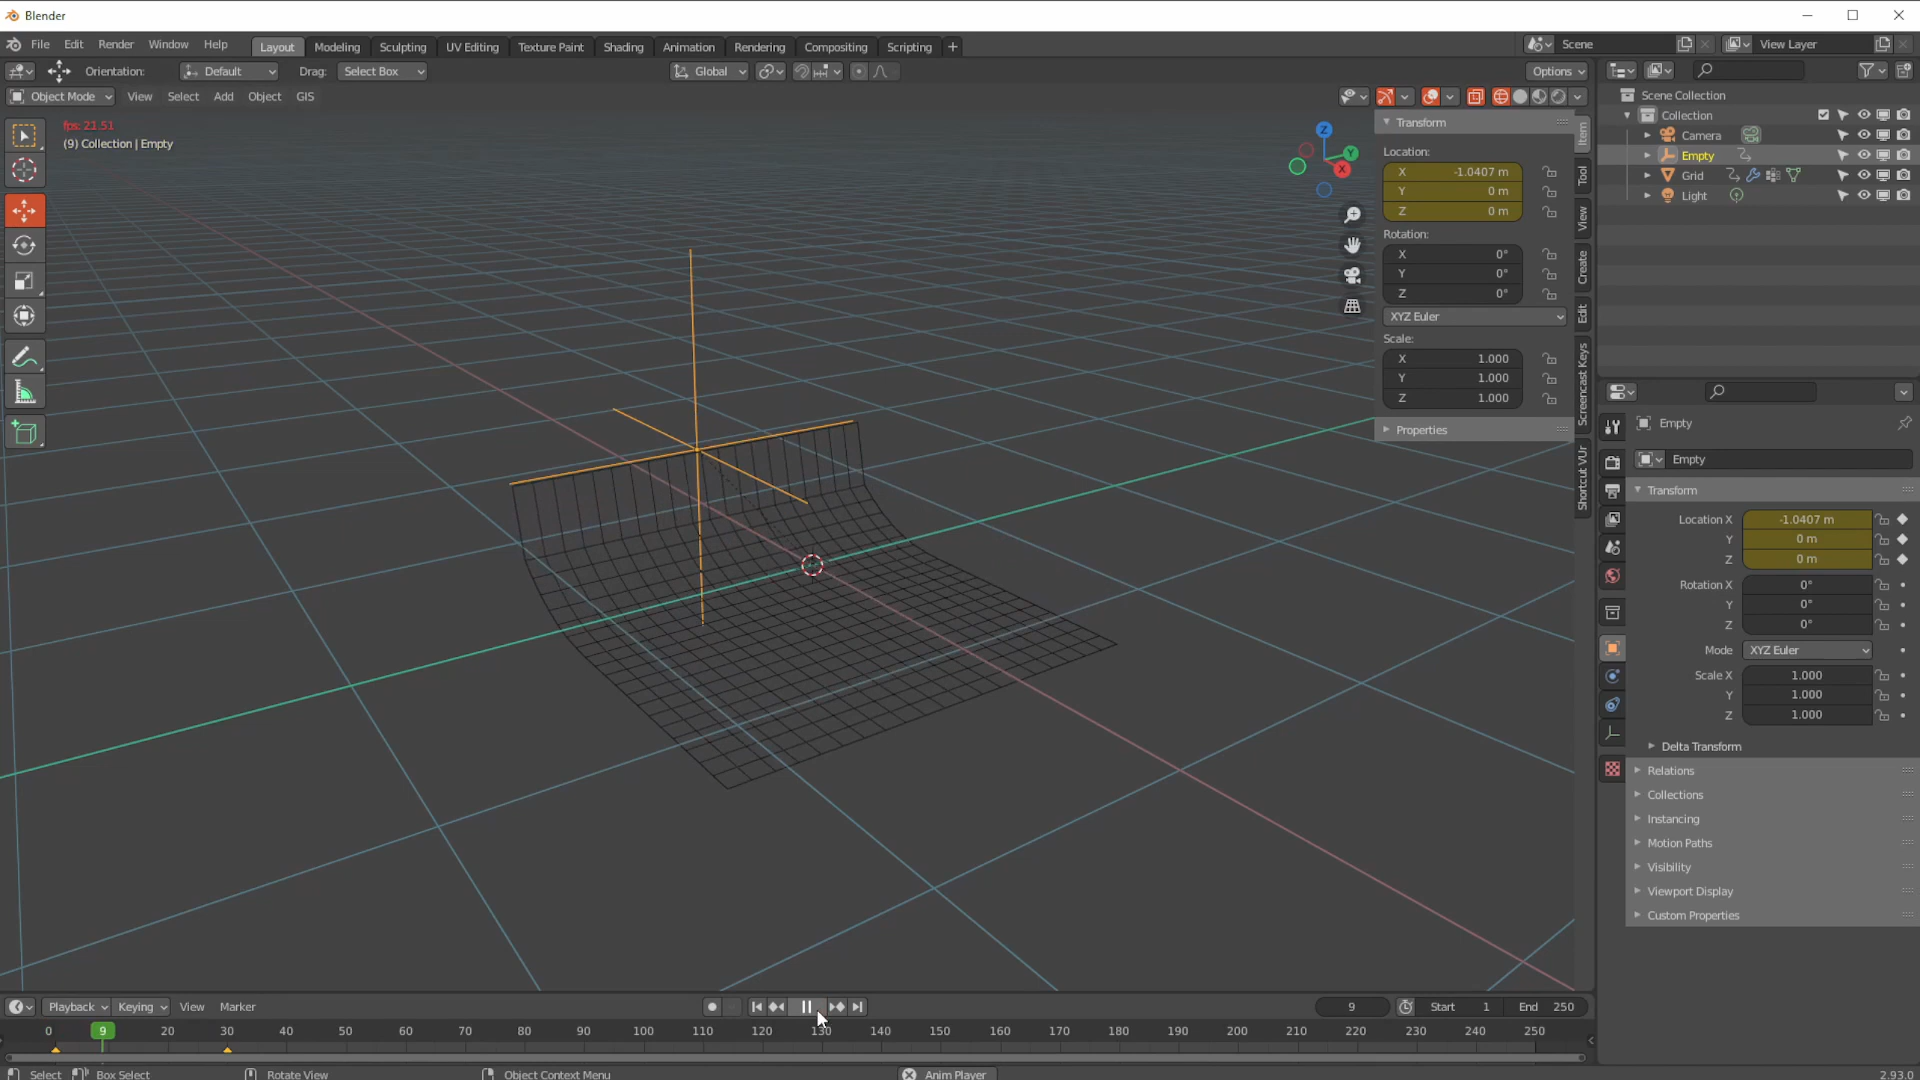 Blender
File Edit Render Window Help Layout Modeling Sculpting UV Editing Texture Paint Shading Animation Rendering Compositing Scripting + Scene View Layer
Orientation: Default Drag: Select Box Global Options
Object Mode View Select Add Object GIS
fps: 21.51
(9) Collection | Empty
Z
Y
X
Transform
Location:
X -1.0407 m
Y 0 m
Z 0 m
Rotation:
X 0°
Y 0°
Z 0°
XYZ Euler
Scale:
X 1.000
Y 1.000
Z 1.000
Properties
Item
Tool
View
Create
Edit
Screencast Keys
Shortcut VUr
Scene Collection
Collection
Camera
Empty
Grid
Light
Empty
Empty
Transform
Location X -1.0407 m
Y 0 m
Z 0 m
Rotation X 0°
Y 0°
Z 0°
Mode XYZ Euler
Scale X 1.000
Y 1.000
Z 1.000
Delta Transform
Relations
Collections
Instancing
Motion Paths
Visibility
Viewport Display
Custom Properties
Playback Keying View Marker 9 Start 1 End 250
0 9 20 30 40 50 60 70 80 90 100 110 120 130 140 150 160 170 180 190 200 210 220 230 240 250
Select Box Select Rotate View Object Context Menu Anim Player 2.93.0